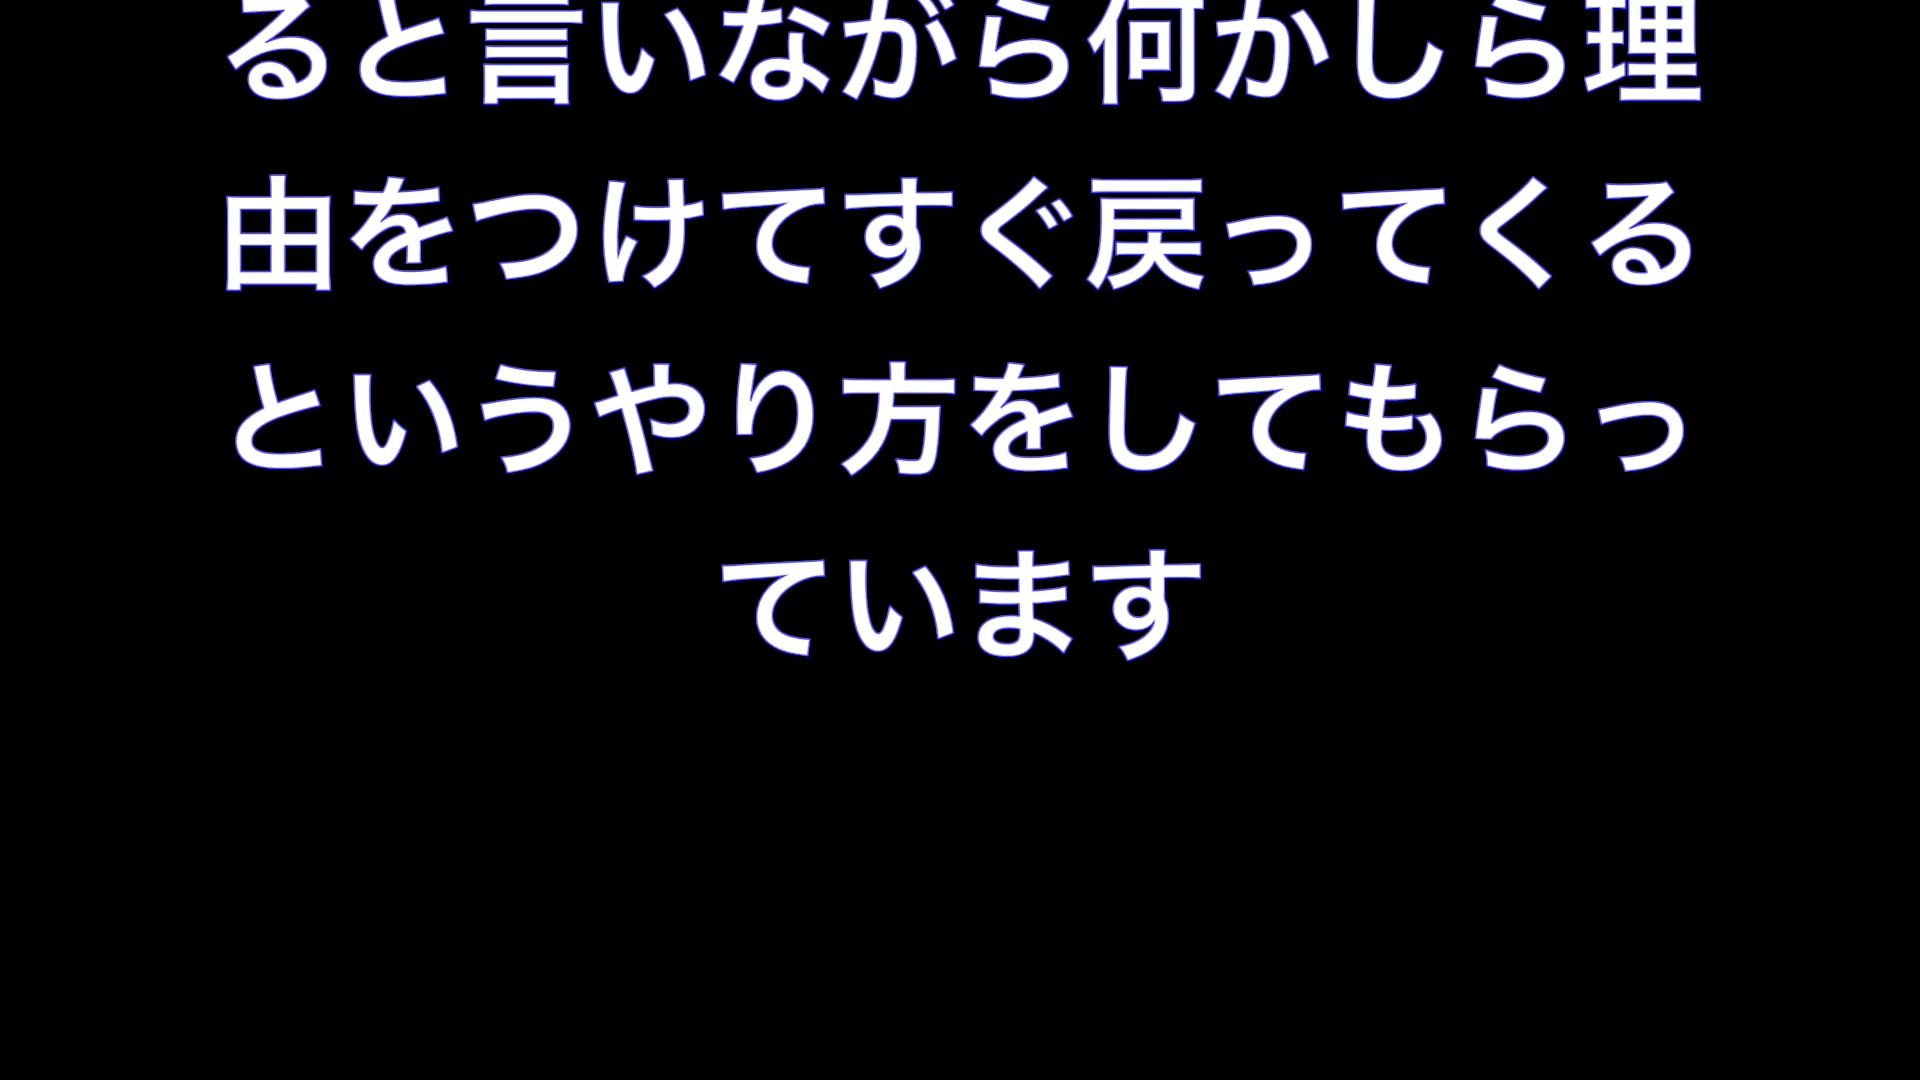 ると言いながら何かしら理
由をつけてすぐ戻ってくる
というやり方をしてもらっ
ています